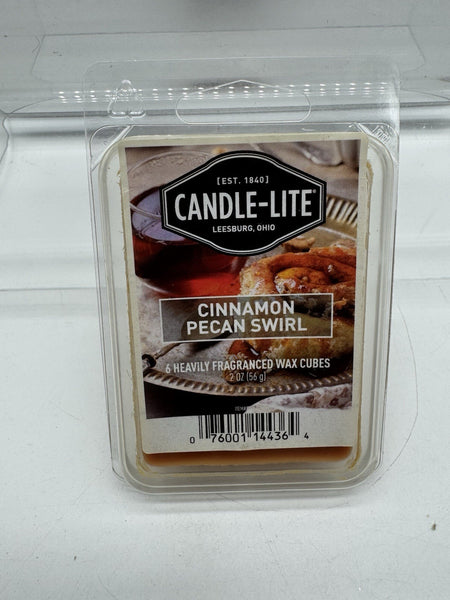 [EST. 1840]
CANDLE-LITE®
LEESBURG, OHIO
CINNAMON
PECAN SWIRL
6 HEAVILY FRAGRANCED WAX CUBES
2 OZ (56 g)
0 76001 14436 4